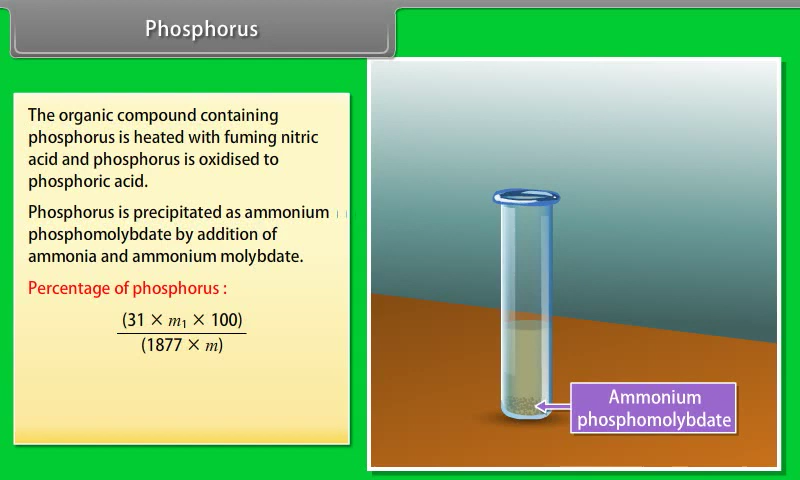 Phosphorus
The organic compound containing
phosphorus is heated with fuming nitric
acid and phosphorus is oxidised to
phosphoric acid.
Phosphorus is precipitated as ammonium
phosphomolybdate by addition of
ammonia and ammonium molybdate.
Percentage of phosphorus :
(31 × m₁ × 100)
(1877 × m)
Ammonium
phosphomolybdate